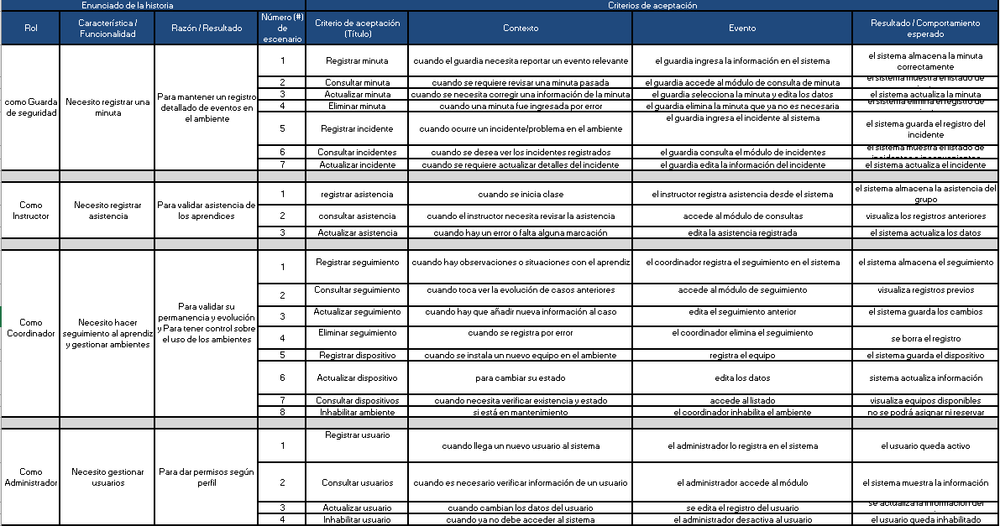 Enunciado de la historia
Criterios de aceptación
Rol
Característica /
Funcionalidad
Razón / Resultado
Número (#)
de
escenario
Criterio de aceptación
(Título)
Contexto
Evento
Resultado / Comportamiento
esperado
como Guarda
de seguridad
Necesito registrar una
minuta
Para mantener un registro
detallado de eventos en
el ambiente
1
Registrar minuta
cuando el guardia necesita reportar un evento relevante
el guardia ingresa la información en el sistema
el sistema almacena la minuta
correctamente
2
Consultar minuta
cuando se requiere revisar una minuta pasada
el guardia accede al módulo de consulta de minuta
el sistema muestra el listado de
3
Actualizar minuta
cuando se necesita corregir una información de la minuta
el guardia selecciona la minuta y edita los datos
el sistema actualiza la minuta
4
Eliminar minuta
cuando una minuta fue ingresada por error
el guardia elimina la minuta que ya no es necesaria
el sistema elimina el registro de
5
Registrar incidente
cuando ocurre un incidente/problema en el ambiente
el guardia ingresa el incidente al sistema
el sistema guarda el registro del
incidente
6
Consultar incidentes
cuando se desea ver los incidentes registrados
el guardia consulta el módulo de incidentes
el sistema muestra el listado de
7
Actualizar incidente
cuando se requiere actualizar detalles del incidente
el guardia edita la información del incidente
el sistema actualiza el incidente
Como
Instructor
Necesito registrar
asistencia
Para validar asistencia de
los aprendices
1
registrar asistencia
cuando se inicia clase
el instructor registra asistencia desde el sistema
el sistema almacena la asistencia del
grupo
2
consultar asistencia
cuando el instructor necesita revisar la asistencia
accede al módulo de consultas
visualiza los registros anteriores
3
Actualizar asistencia
cuando hay un error o falta alguna marcación
edita la asistencia registrada
el sistema actualiza los datos
Como
Coordinador
Necesito hacer
seguimiento al aprendiz
y gestionar ambientes
Para validar su
permanencia y evolución
y Para tener control sobre
el uso de los ambientes
1
Registrar seguimiento
cuando hay observaciones o situaciones con el aprendiz
el coordinador registra el seguimiento en el sistema
el sistema almacena el seguimiento
2
Consultar seguimiento
cuando toca ver la evolución de casos anteriores
accede al módulo de seguimiento
visualiza registros previos
3
Actualizar seguimiento
cuando hay que añadir nueva información al caso
edita el seguimiento anterior
el sistema guarda los cambios
4
Eliminar seguimiento
cuando se registra por error
el coordinador elimina el seguimiento
se borra el registro
5
Registrar dispositivo
cuando se instala un nuevo equipo en el ambiente
registra el equipo
el sistema guarda el dispositivo
6
Actualizar dispositivo
para cambiar su estado
edita los datos
sistema actualiza información
7
Consultar dispositivos
cuando necesita verificar existencia y estado
accede al listado
visualiza equipos disponibles
8
Inhabilitar ambiente
si está en mantenimiento
el coordinador inhabilita el ambiente
no se podrá asignar ni reservar
Como
Administrador
Necesito gestionar
usuarios
Para dar permisos según
perfil
1
Registrar usuario
cuando llega un nuevo usuario al sistema
el administrador lo registra en el sistema
el usuario queda activo
2
Consultar usuarios
cuando es necesario verificar información de un usuario
el administrador accede al módulo
el sistema muestra la información
3
Actualizar usuario
cuando cambian los datos del usuario
se edita el registro del usuario
se actualiza la información del
4
Inhabilitar usuario
cuando ya no debe acceder al sistema
el administrador desactiva al usuario
el usuario queda inhabilitado